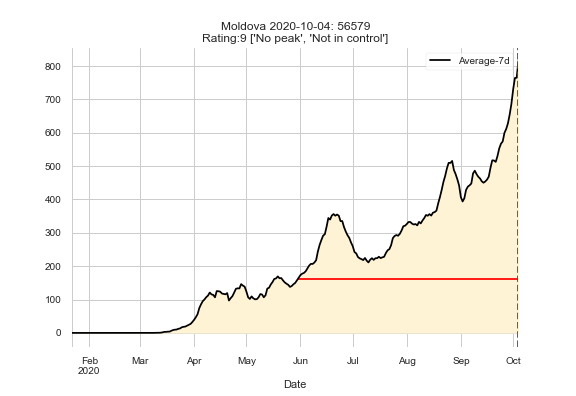 Moldova 2020-10-04: 56579
Rating:9 ['No peak', 'Not in control']
Average-7d
800
700
600
500
400
300
200
100
0
Feb
2020
Mar
Apr
May
Jun
Jul
Aug
Sep
Oct
Date